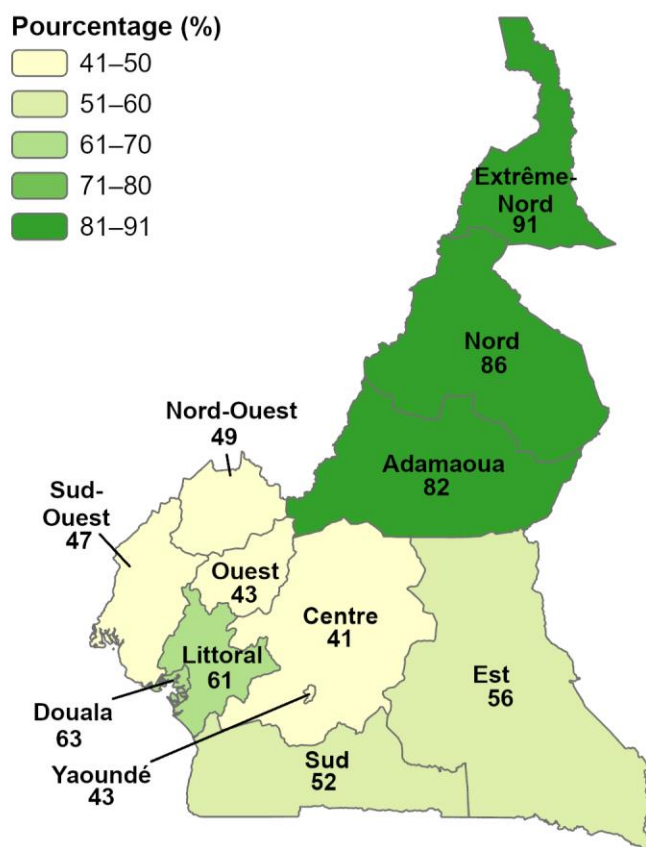 Pourcentage (%)
41–50
51–60
61–70
71–80
81–91
Extrême-
Nord
91
Nord
86
Adamaoua
82
Nord-Ouest
49
Sud-
Ouest
47
Ouest
43
Centre
41
Littoral
61
Est
56
Douala
63
Yaoundé
43
Sud
52